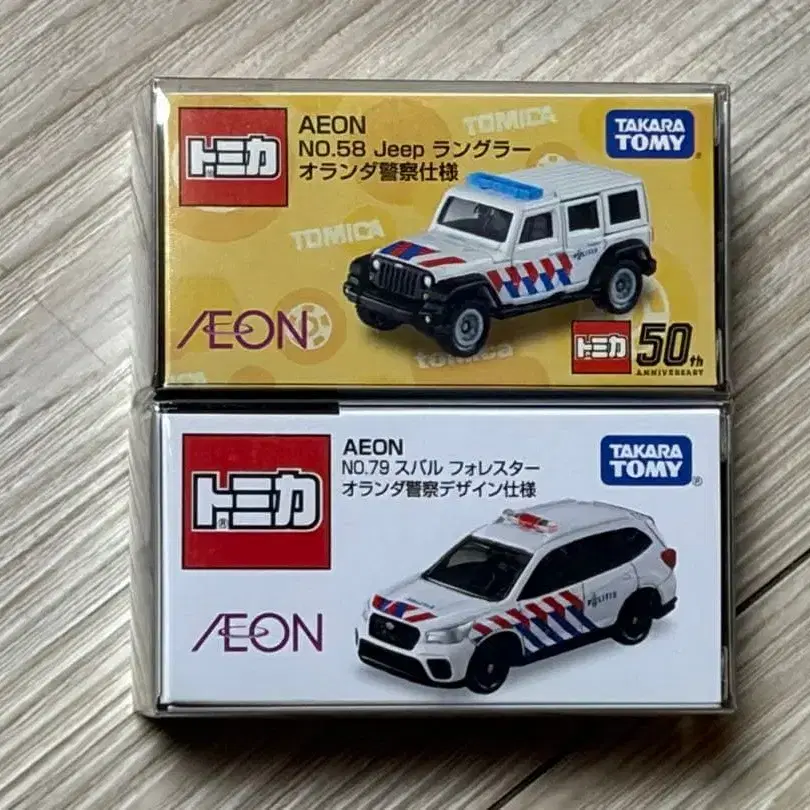 トミカ
AEON
NO.58 Jeep ラングラー
オランダ警察仕様
TOMICA
TAKARA
TOMY
TOMICA
POLITIE
AEON
tomica
トミカ 50th
ANNIVERSARY
トミカ
AEON
NO.79 スバル フォレスター
オランダ警察デザイン仕様
TAKARA
TOMY
POLITIE
AEON